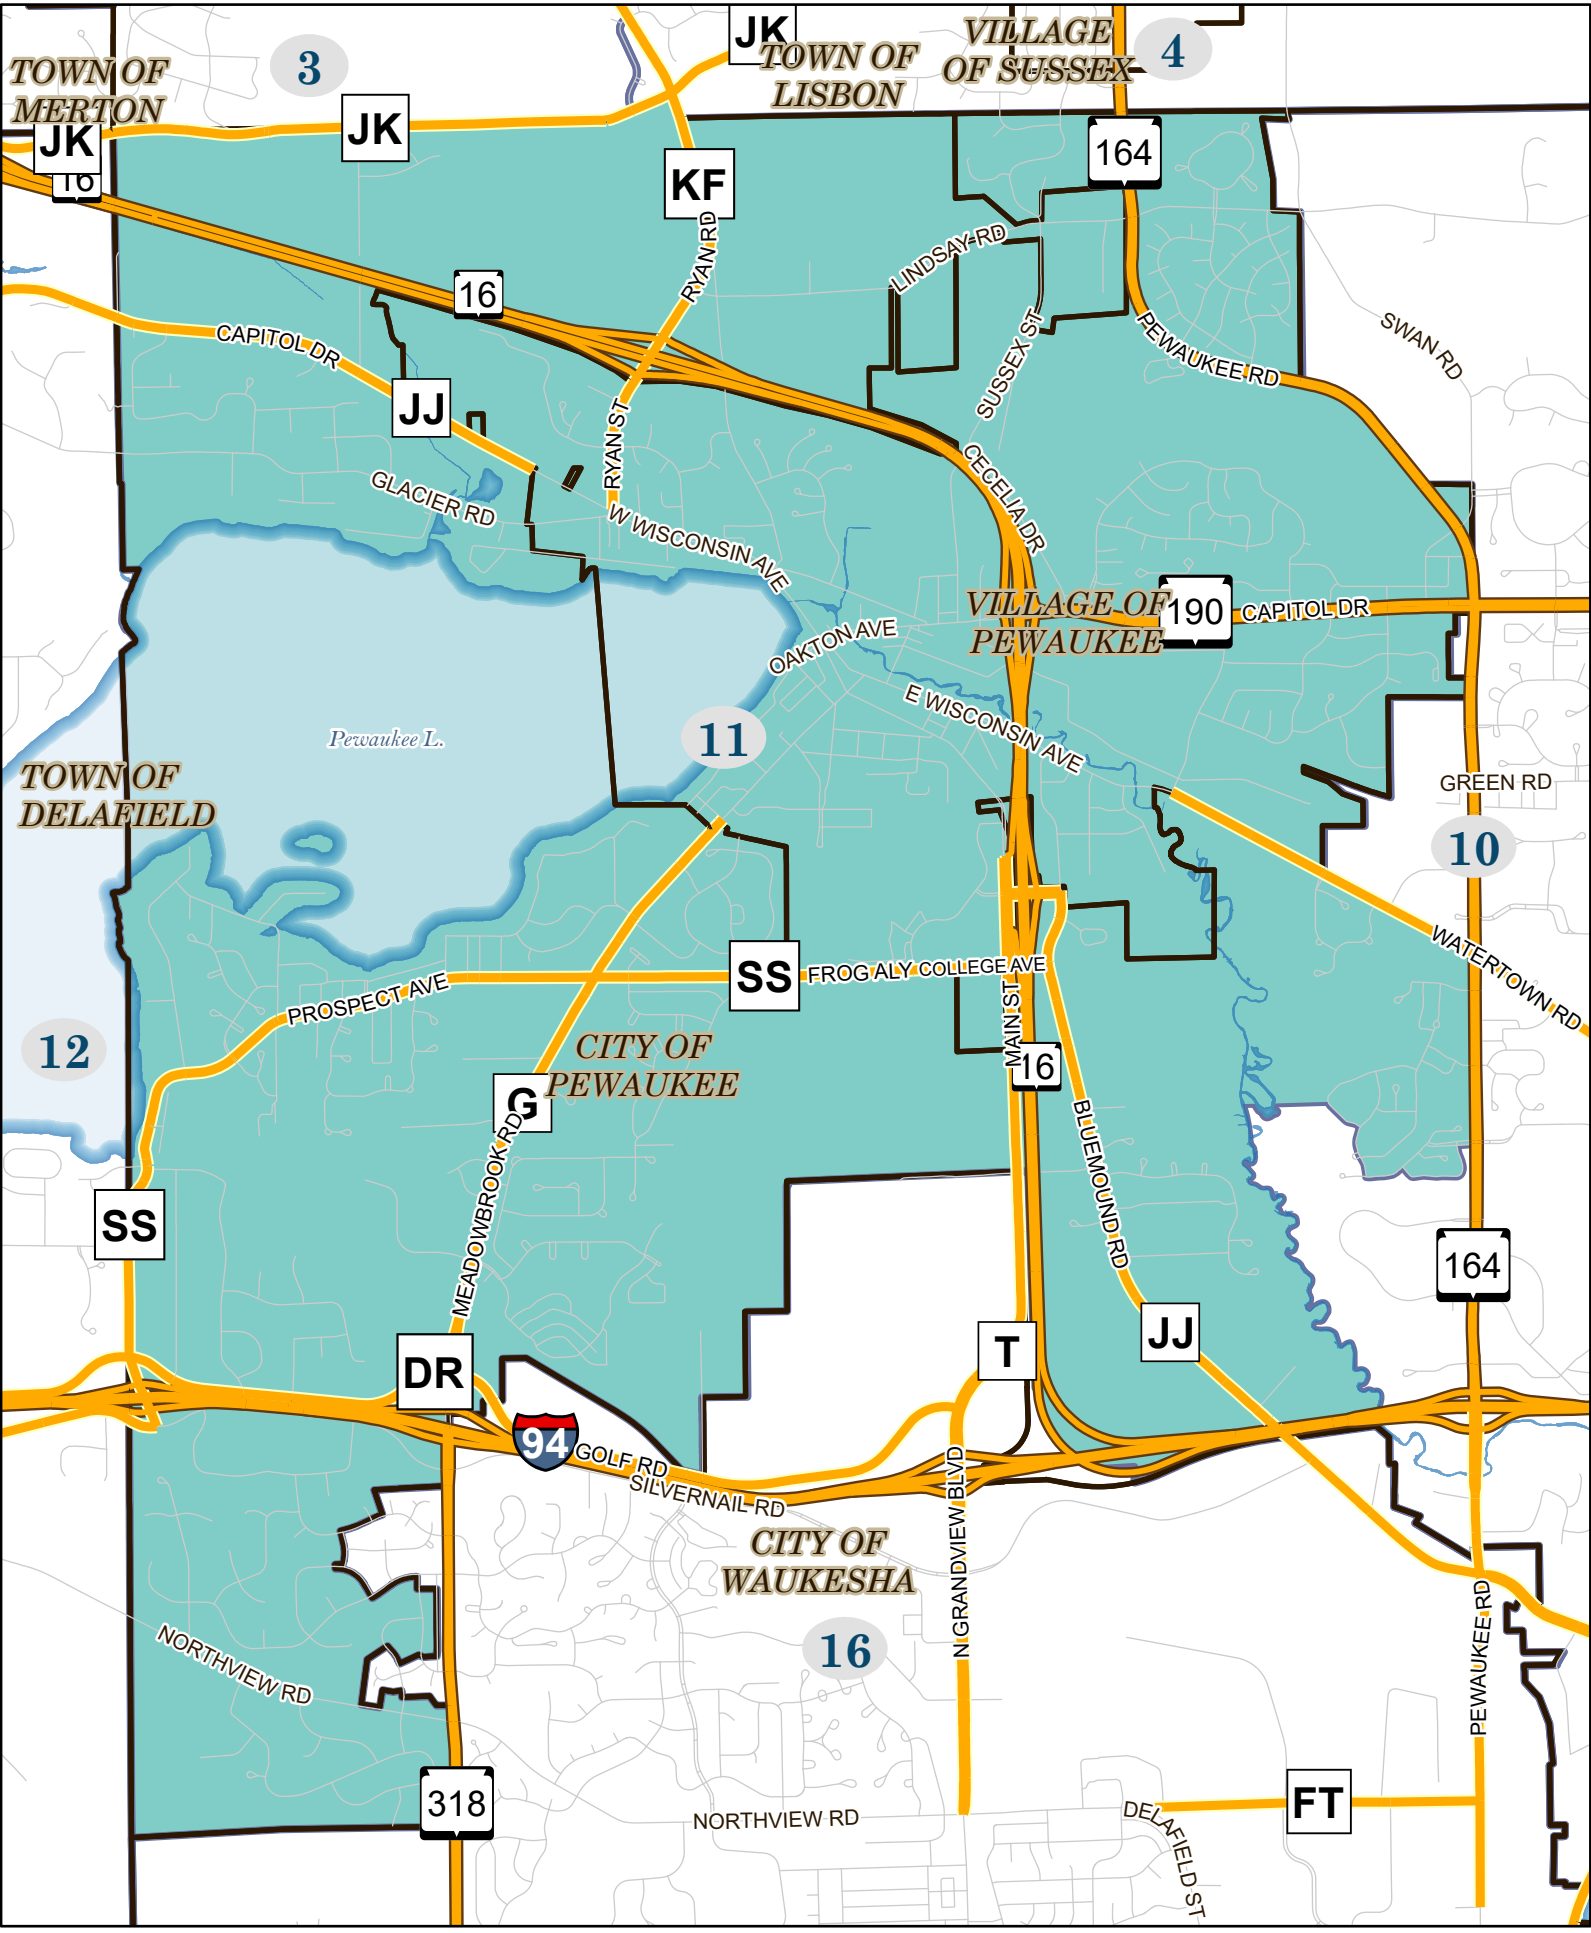 JK
VILLAGE
OF SUSSEX
4
3
TOWN OF
LISBON
TOWN OF
MERTON
JK
JK
164
16
KF
RYAN RD
LINDSAY RD
16
CAPITOL DR
SUSSEX ST
PEWAUKEE RD
SWAN RD
JJ
RYAN ST
GLACIER RD
CECELIA DR
W WISCONSIN AVE
VILLAGE OF
PEWAUKEE
190
CAPITOL DR
OAKTON AVE
E WISCONSIN AVE
Pewaukee L.
11
TOWN OF
DELAFIELD
GREEN RD
10
WATERTOWN RD
SS
FROG ALY
COLLEGE AVE
PROSPECT AVE
MAIN ST
12
CITY OF
PEWAUKEE
16
G
BLUEMOUND RD
MEADOWBROOK RD
SS
164
T
JJ
DR
94
GOLF RD
SILVERNAIL RD
N GRANDVIEW BLVD
CITY OF
WAUKESHA
16
PEWAUKEE RD
NORTHVIEW RD
318
NORTHVIEW RD
DELAFIELD ST
FT